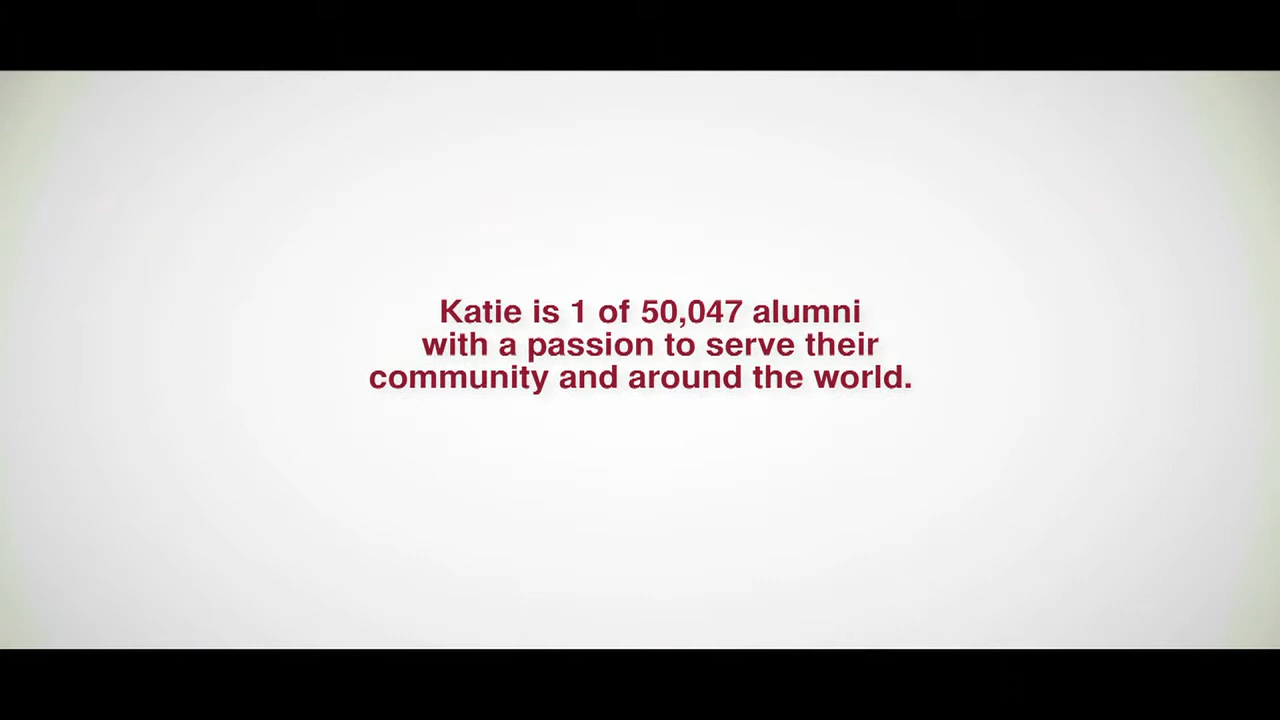 Katie is 1 of 50,047 alumni
with a passion to serve their
community and around the world.